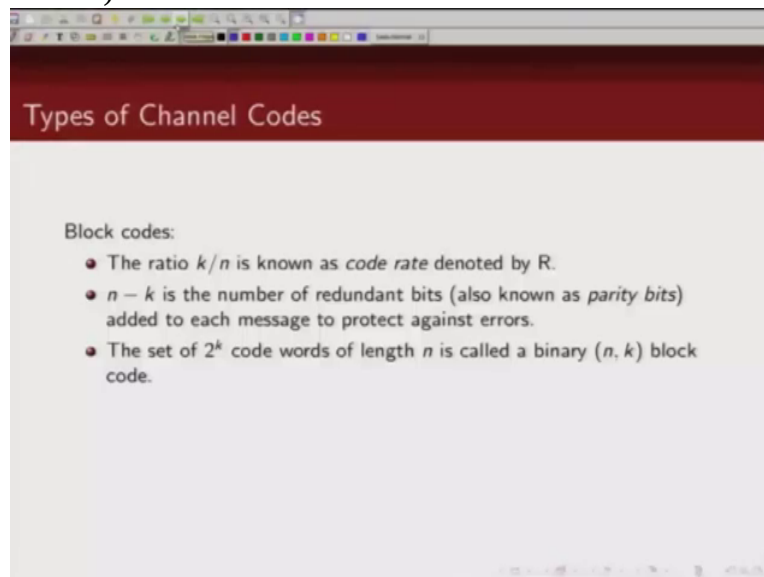 Types of Channel Codes
Block codes:
• The ratio k/n is known as code rate denoted by R.
• n − k is the number of redundant bits (also known as parity bits)
added to each message to protect against errors.
• The set of 2^k code words of length n is called a binary (n, k) block
code.